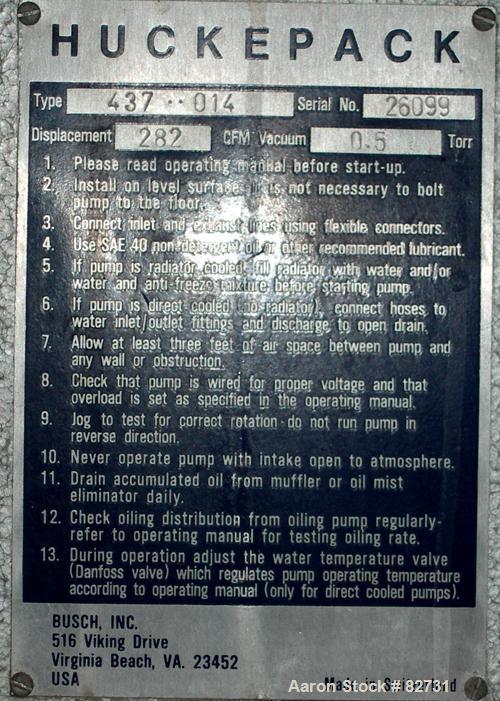 HUCKEPACK
Type 437··014 Serial No. 26099
Displacement 282 CFM Vacuum 0.5 Torr
1. Please read operating manual before start-up.
2. Install on level surface it is not necessary to bolt
pump to the floor.
3. Connect inlet and exhaust lines using flexible connectors.
4. Use SAE 40 non-detergent oil or other recommended lubricant.
5. If pump is radiator cooled, fill radiator with water and/or
water and anti-freeze mixture before starting pump.
6. If pump is direct cooled (no radiator), connect hoses to
water inlet/outlet fittings and discharge to open drain.
7. Allow at least three feet of air space between pump and
any wall or obstruction.
8. Check that pump is wired for proper voltage and that
overload is set as specified in the operating manual.
9. Jog to test for correct rotation-do not run pump in
reverse direction.
10. Never operate pump with intake open to atmosphere.
11. Drain accumulated oil from muffler or oil mist
eliminator daily.
12. Check oiling distribution from oiling pump regularly-
refer to operating manual for testing oiling rate.
13. During operation adjust the water temperature valve
(Danfoss valve) which regulates pump operating temperature
according to operating manual (only for direct cooled pumps).
BUSCH, INC.
516 Viking Drive
Virginia Beach, VA. 23452
USA
Made in
AaronStock# 82731